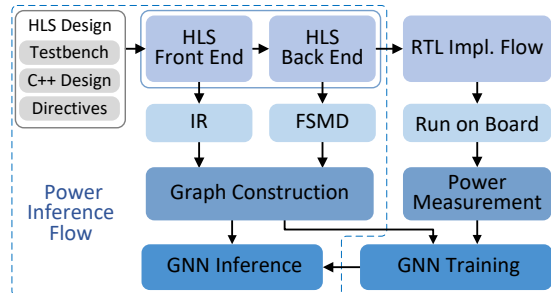 HLS Design
Testbench
C++ Design
Directives
HLS
Front End
HLS
Back End
RTL Impl. Flow
IR
FSMD
Run on Board
Graph Construction
Power
Measurement
Power
Inference
Flow
GNN Inference
GNN Training